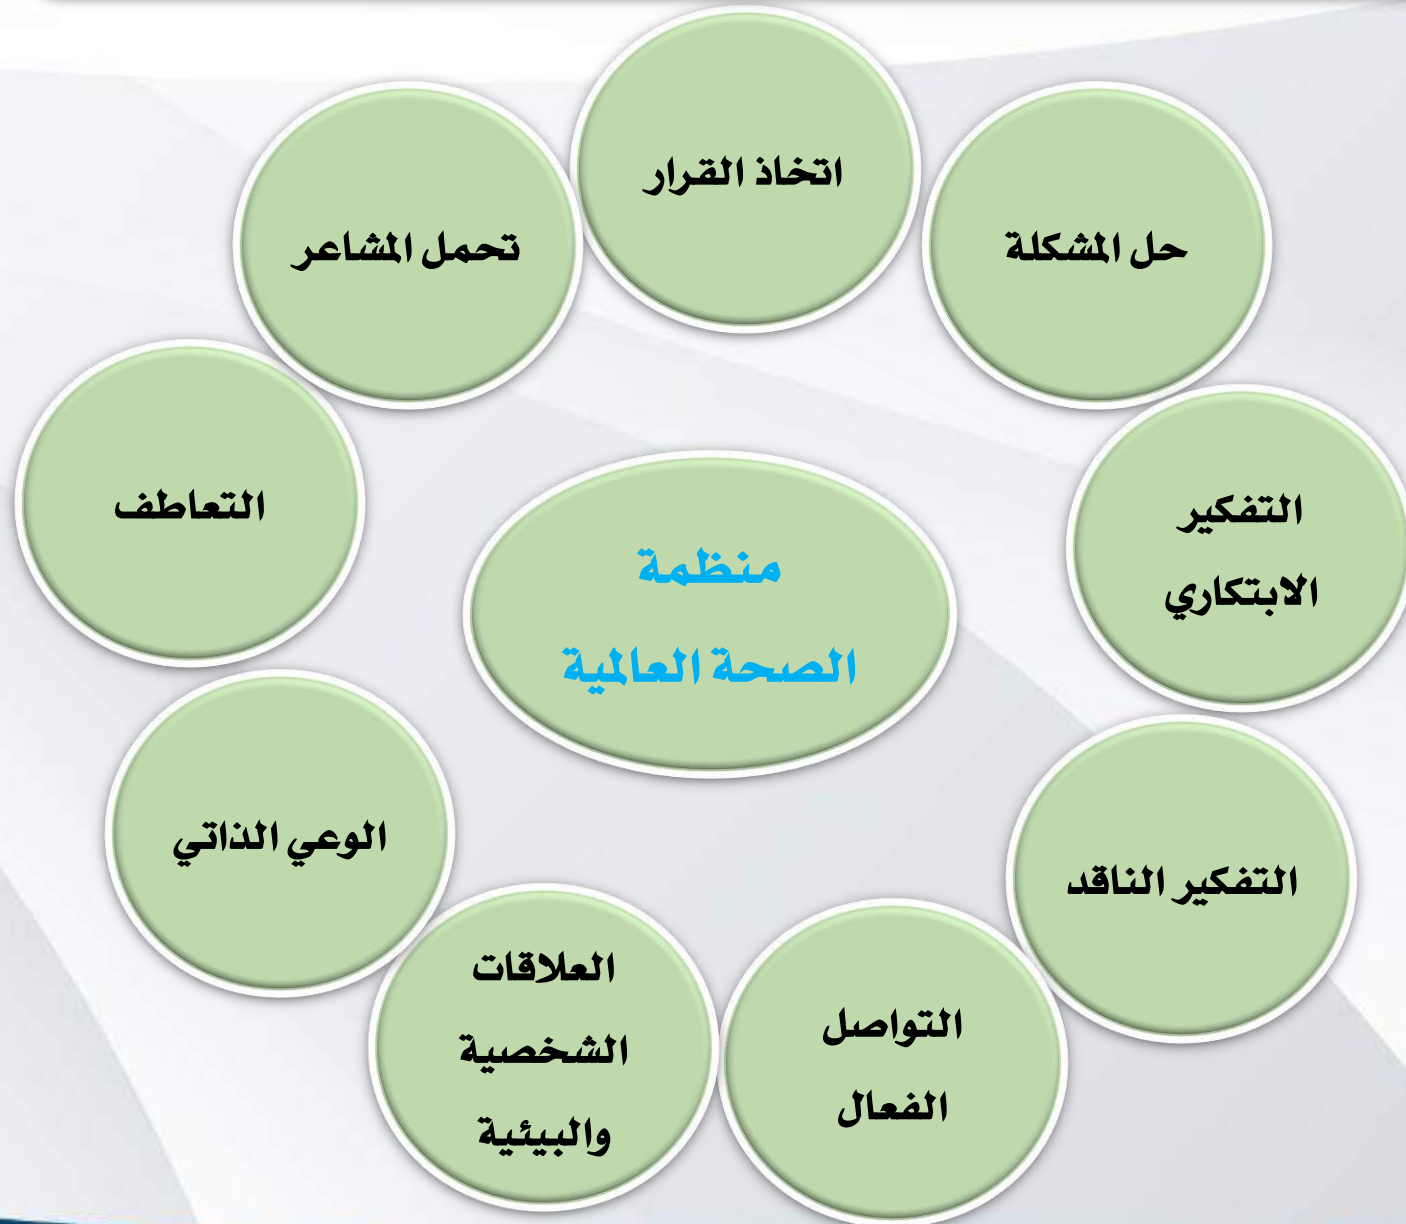 اتخاذ القرار
حل المشكلة
تحمل المشاعر
التعاطف
التفكير
الابتكاري
منظمة
الصحة العالمية
الوعي الذاتي
التفكير الناقد
العلاقات
الشخصية
والبيئية
التواصل
الفعال